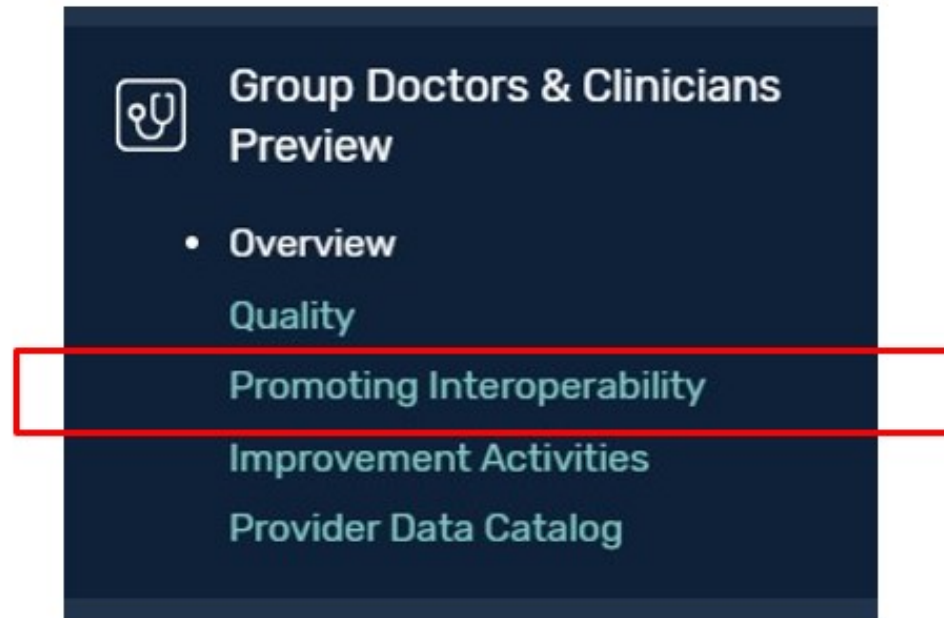 Group Doctors & Clinicians
Preview
• Overview
Quality
Promoting Interoperability
Improvement Activities
Provider Data Catalog